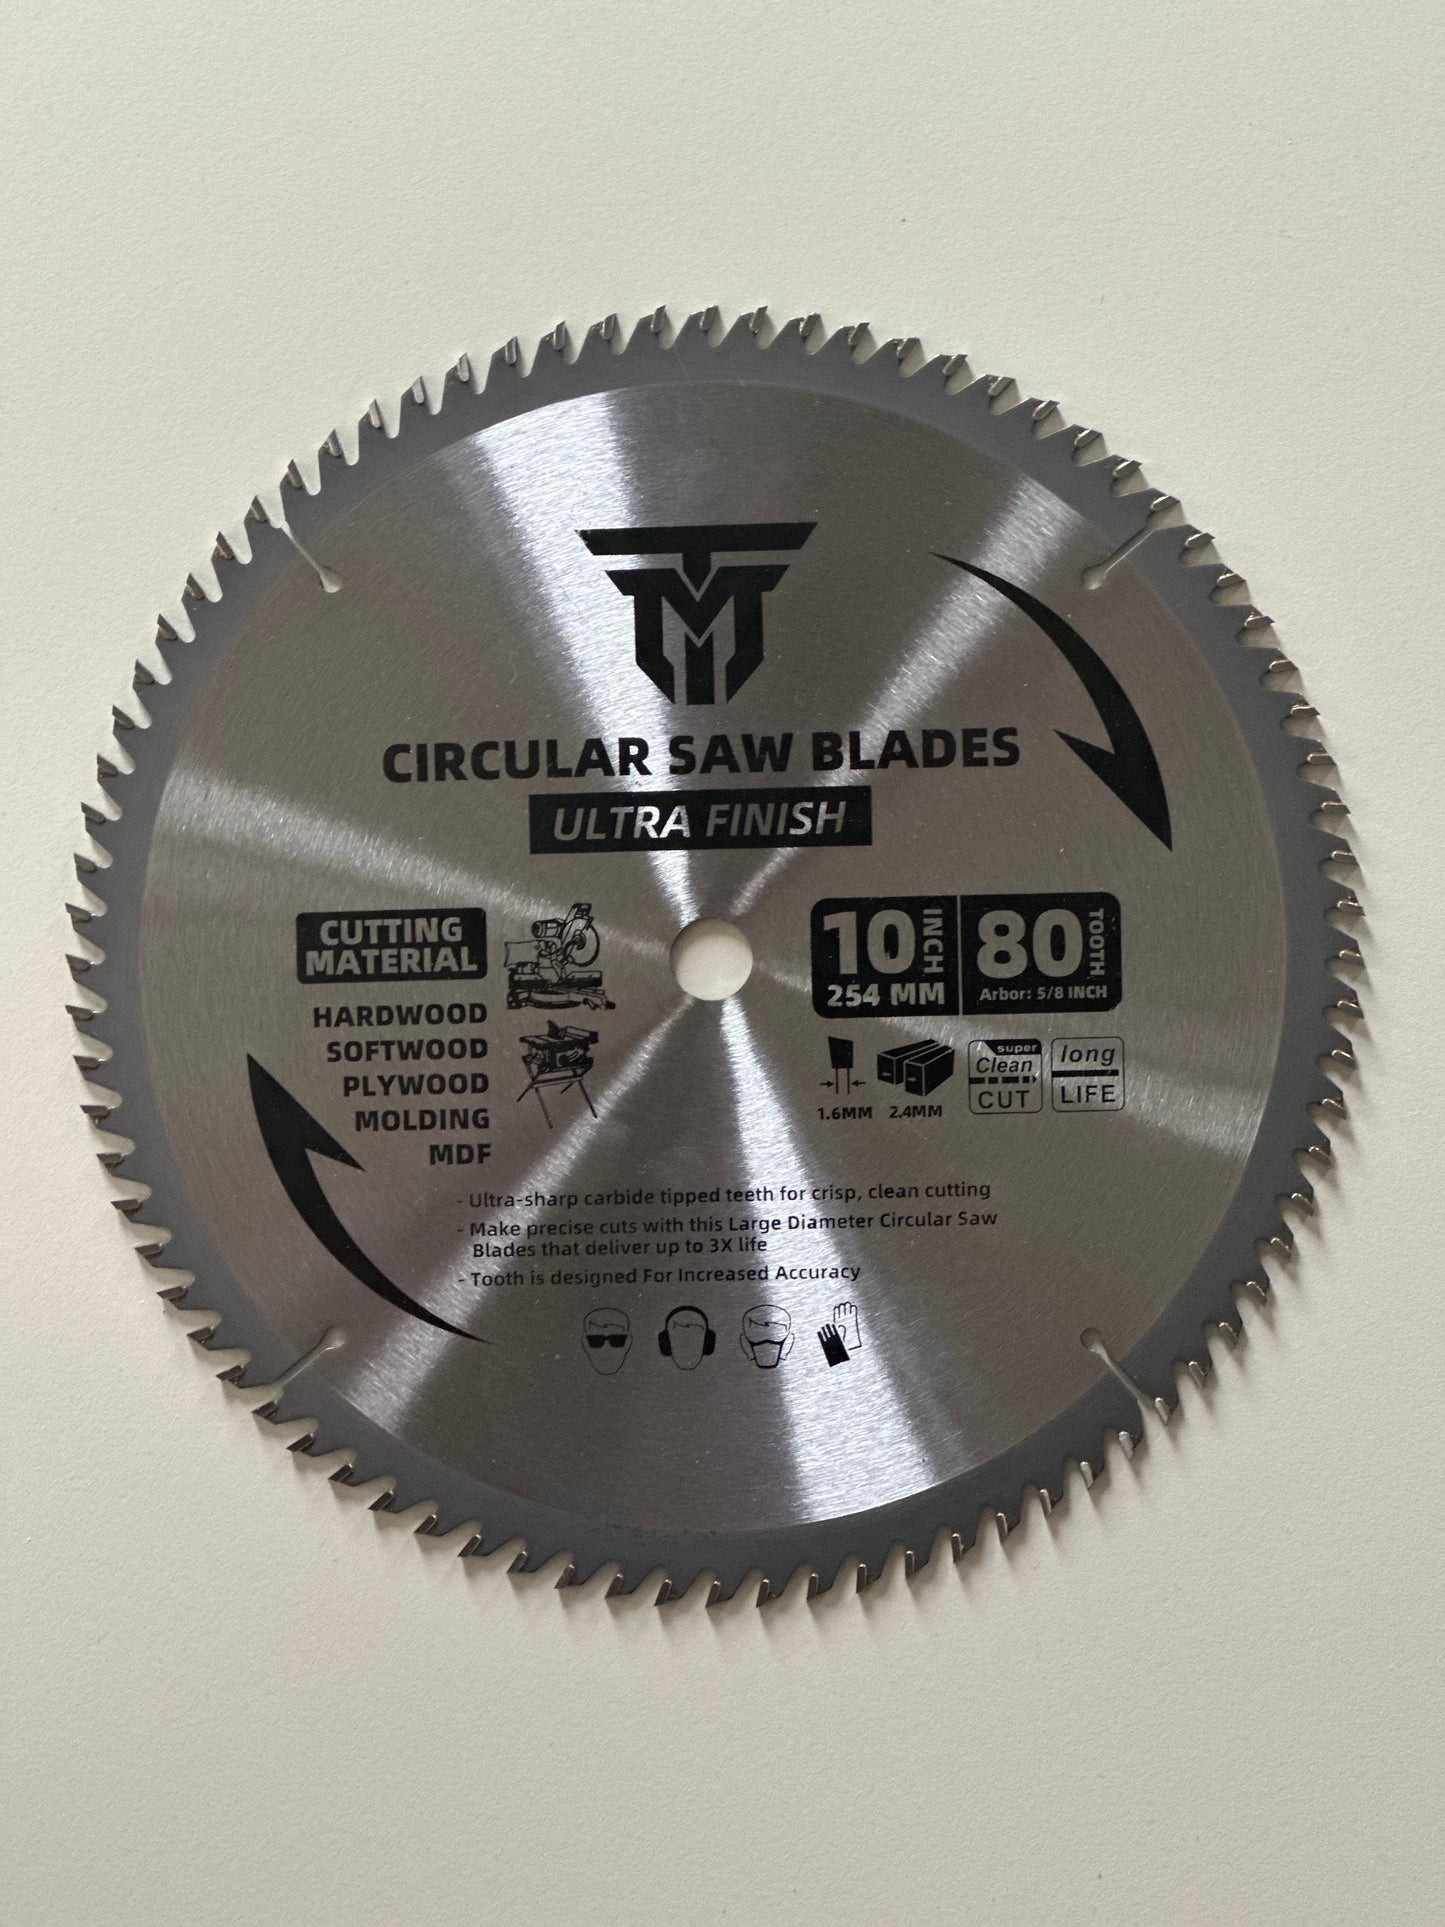 TM
CIRCULAR SAW BLADES
ULTRA FINISH
CUTTING
MATERIAL
HARDWOOD
SOFTWOOD
PLYWOOD
MOLDING
MDF
10 INCH
254 MM
80 TOOTH
Arbor: 5/8 INCH
1.6MM
2.4MM
super
Clean
CUT
long
LIFE
- Ultra-sharp carbide tipped teeth for crisp, clean cutting
- Make precise cuts with this Large Diameter Circular Saw
Blades that deliver up to 3X life
- Tooth is designed For Increased Accuracy